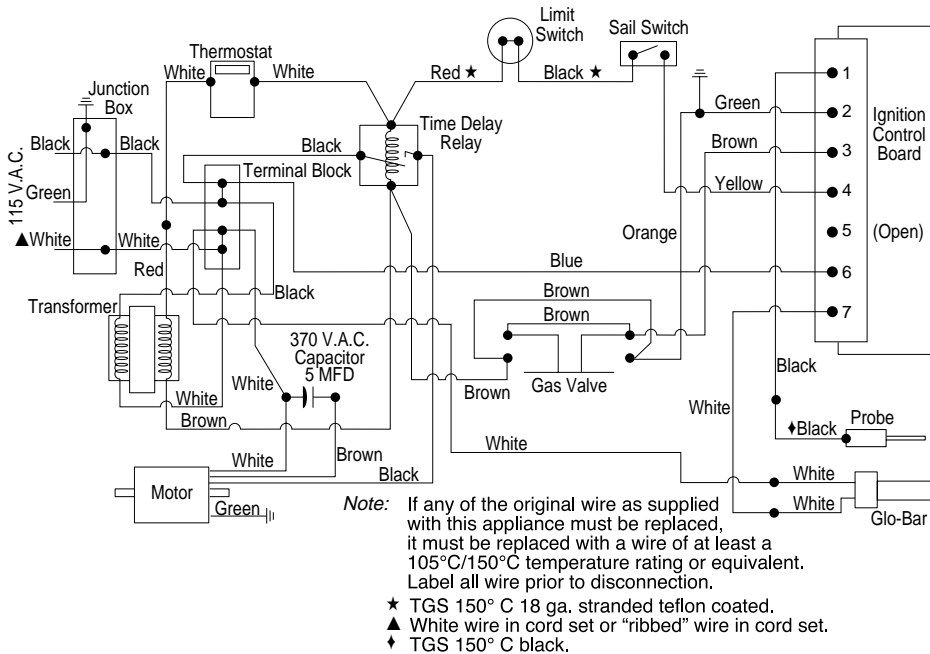 Limit
Switch
Sail Switch
Thermostat
White
White
Red ★
Black ★
1
Junction
Box
Green
2
Ignition
Control
Board
Time Delay
Relay
Black
Black
Black
Brown
3
115 V.A.C.
Terminal Block
Yellow
4
Green
Orange
5
(Open)
▲White
White
Red
Blue
6
Black
Brown
Transformer
Brown
7
370 V.A.C.
Capacitor
5 MFD
Black
White
Gas Valve
Brown
White
White
Brown
♦Black
Probe
White
White
Brown
Black
White
Motor
White
Green
Glo-Bar
Note: If any of the original wire as supplied
with this appliance must be replaced,
it must be replaced with a wire of at least a
105°C/150°C temperature rating or equivalent.
Label all wire prior to disconnection.
★ TGS 150° C 18 ga. stranded teflon coated.
▲ White wire in cord set or “ribbed” wire in cord set.
♦ TGS 150° C black.